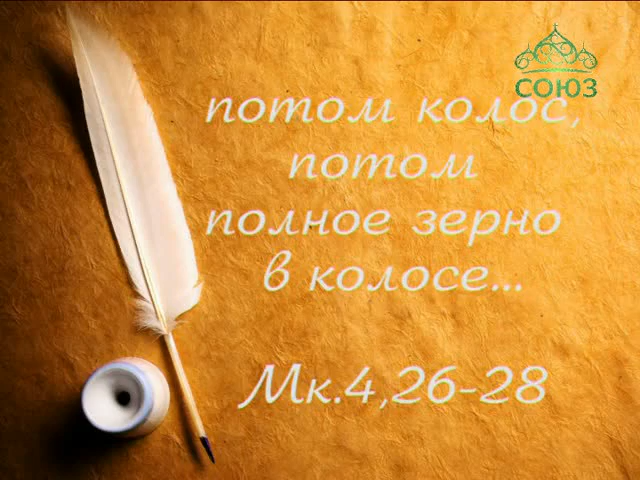 СОЮЗ
потом колос,
потом
полное зерно
в колосе...
Мк.4,26-28